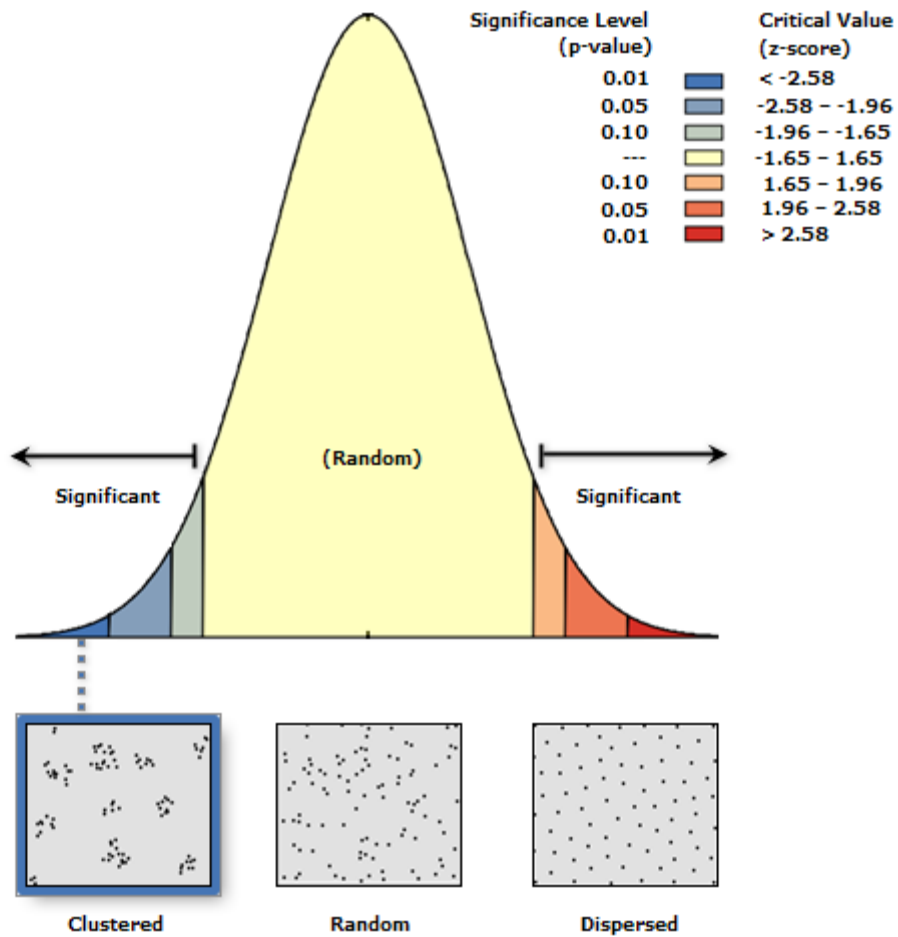 Significance Level
(p-value)
Critical Value
(z-score)
0.01 < -2.58
0.05 -2.58 – -1.96
0.10 -1.96 – -1.65
--- -1.65 – 1.65
0.10 1.65 – 1.96
0.05 1.96 – 2.58
0.01 > 2.58
(Random)
Significant
Significant
Clustered
Random
Dispersed